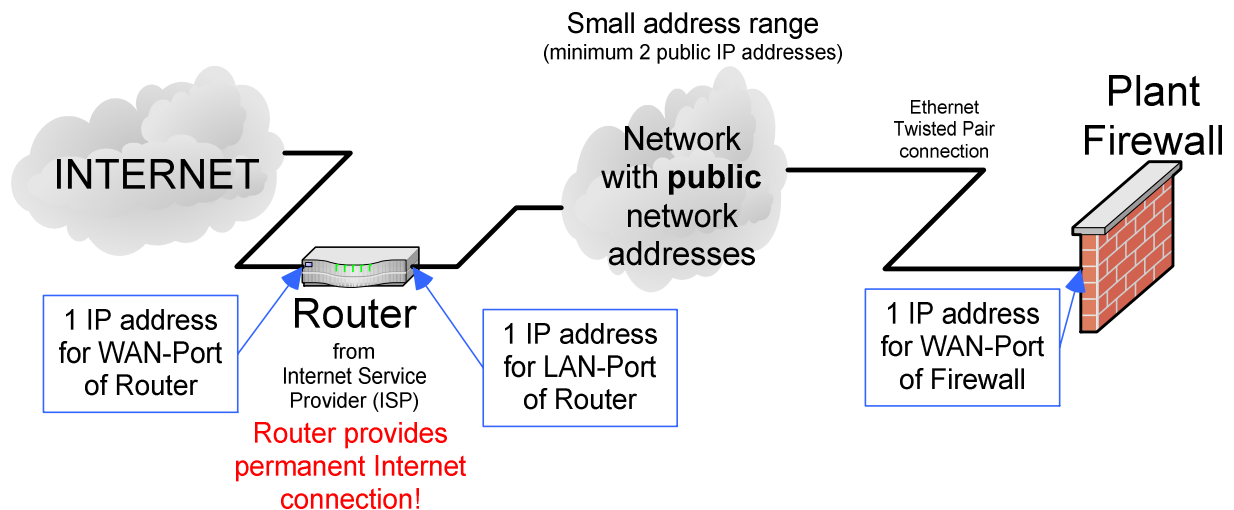 Small address range
(minimum 2 public IP addresses)
INTERNET
Network
with public
network
addresses
Ethernet
Twisted Pair
connection
Plant
Firewall
1 IP address
for WAN-Port
of Router
Router
from
Internet Service
Provider (ISP)
Router provides
permanent Internet
connection!
1 IP address
for LAN-Port
of Router
1 IP address
for WAN-Port
of Firewall